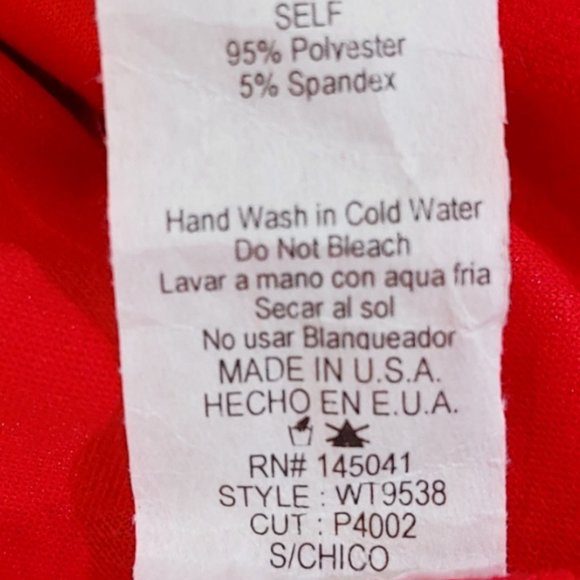 SELF
95% Polyester
5% Spandex
Hand Wash in Cold Water
Do Not Bleach
Lavar a mano con aqua fria
Secar al sol
No usar Blanqueador
MADE IN U.S.A.
HECHO EN E.U.A.
RN# 145041
STYLE : WT9538
CUT : P4002
S/CHICO